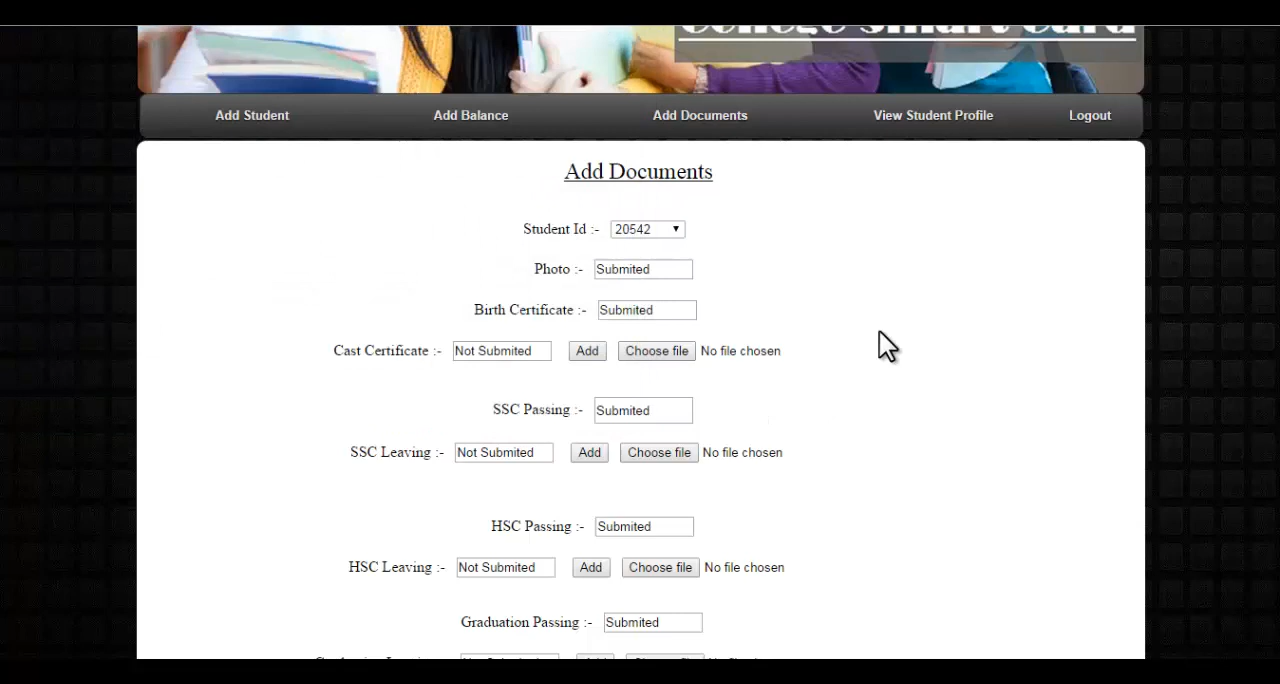 College Smart Card
Add Student Add Balance Add Documents View Student Profile Logout
Add Documents
Student Id :- 20542
Photo :- Submited
Birth Certificate :- Submited
Cast Certificate :- Not Submited Add Choose file No file chosen
SSC Passing :- Submited
SSC Leaving :- Not Submited Add Choose file No file chosen
HSC Passing :- Submited
HSC Leaving :- Not Submited Add Choose file No file chosen
Graduation Passing :- Submited